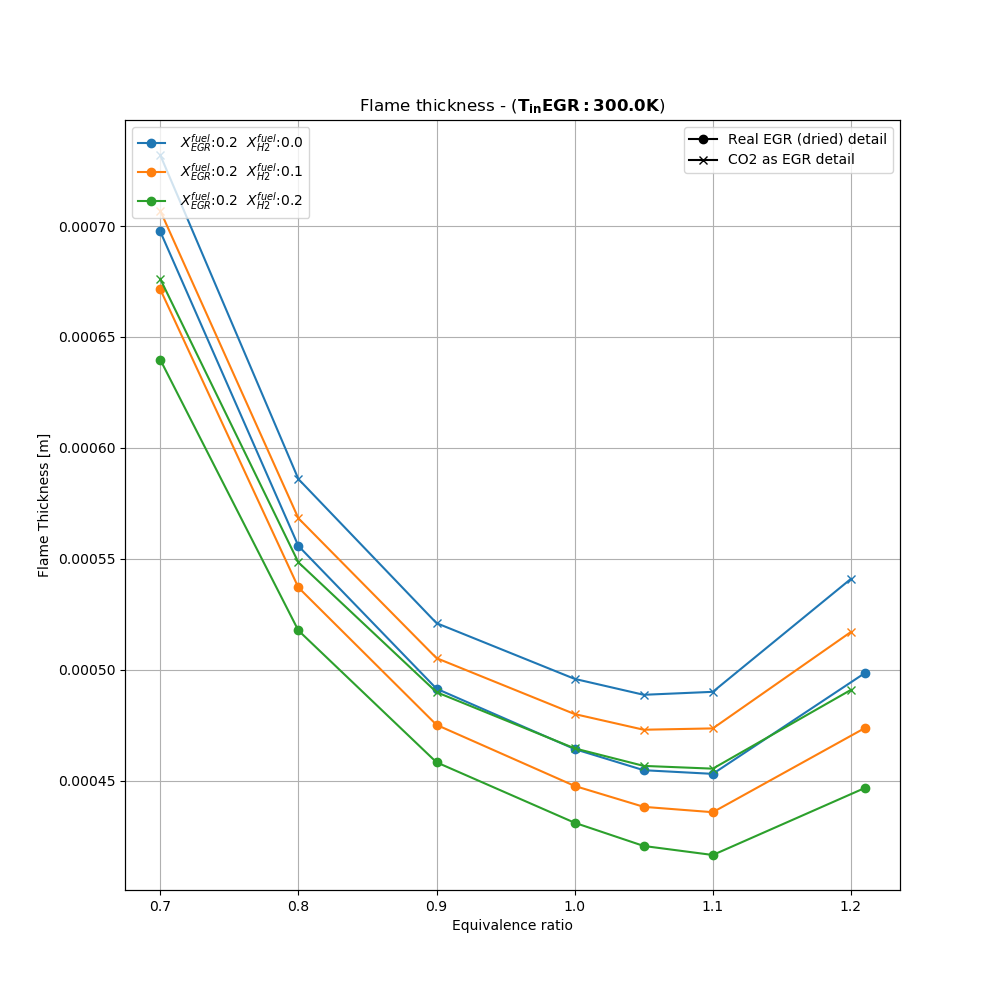 Flame thickness - (T_in EGR : 300.0K)
X_EGR^fuel:0.2 X_H2^fuel:0.0
X_EGR^fuel:0.2 X_H2^fuel:0.1
X_EGR^fuel:0.2 X_H2^fuel:0.2
Real EGR (dried) detail
CO2 as EGR detail
Flame Thickness [m]
0.00070
0.00065
0.00060
0.00055
0.00050
0.00045
0.7 0.8 0.9 1.0 1.1 1.2
Equivalence ratio